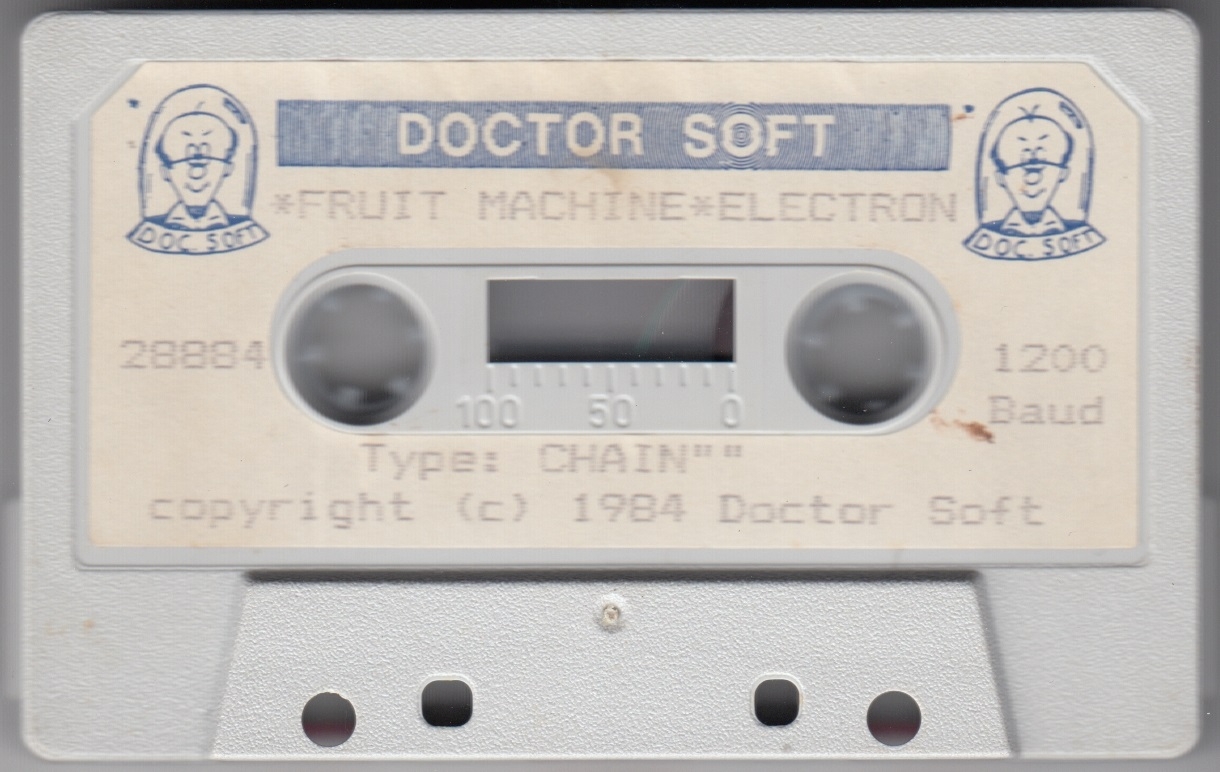 DOCTOR SOFT
DOC. SOFT
DOC. SOFT
*FRUIT MACHINE*ELECTRON
28884
1200
Baud
100 50 0
Type: CHAIN""
copyright (c) 1984 Doctor Soft